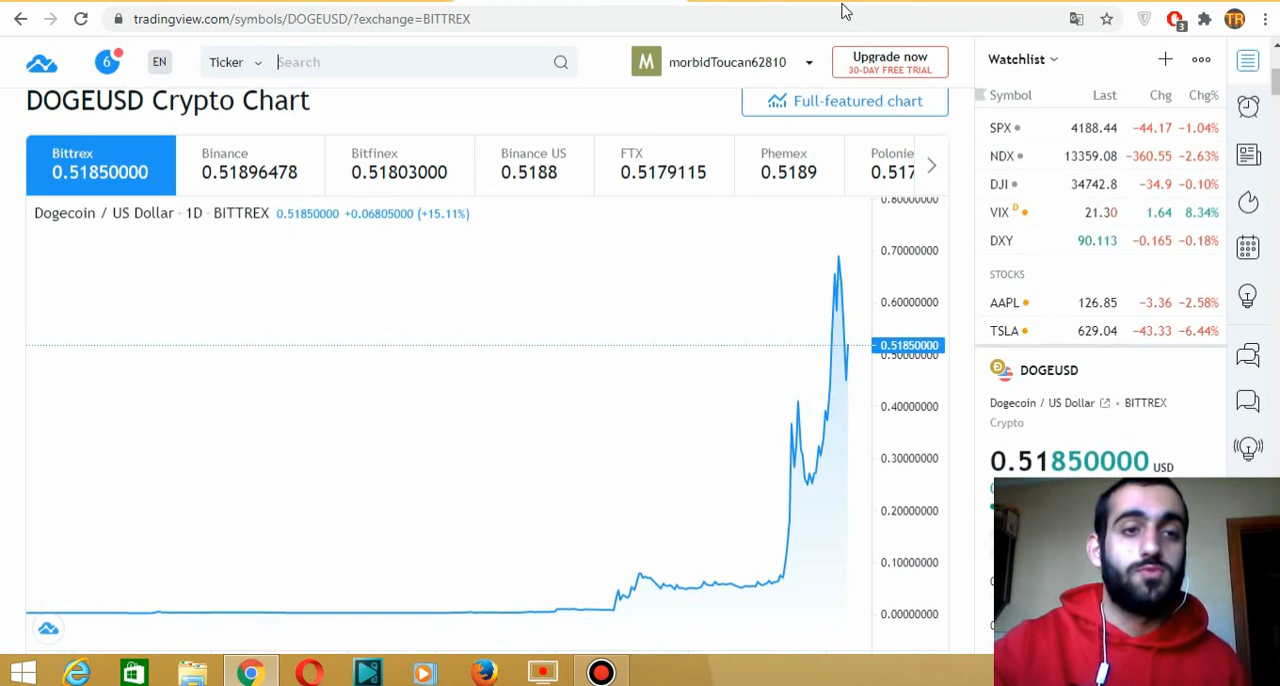 tradingview.com/symbols/DOGEUSD/?exchange=BITTREX
3
TR
6
EN
Ticker
Search
M
morbidToucan62810
Upgrade now
30-DAY FREE TRIAL
DOGEUSD Crypto Chart
Full-featured chart
Bittrex
0.51850000
Binance
0.51896478
Bitfinex
0.51803000
Binance US
0.5188
FTX
0.5179115
Phemex
0.5189
Polonie
0.517
Dogecoin / US Dollar · 1D · BITTREX 0.51850000 +0.06805000 (+15.11%)
0.80000000
0.70000000
0.60000000
0.51850000
0.50000000
0.40000000
0.30000000
0.20000000
0.10000000
0.00000000
Watchlist
Symbol Last Chg Chg%
SPX 4188.44 −44.17 −1.04%
NDX 13359.08 −360.55 −2.63%
DJI 34742.8 −34.9 −0.10%
VIX D 21.30 1.64 8.34%
DXY 90.113 −0.165 −0.18%
STOCKS
AAPL 126.85 −3.36 −2.58%
TSLA 629.04 −43.33 −6.44%
DOGEUSD
Dogecoin / US Dollar • BITTREX
Crypto
0.51850000 USD